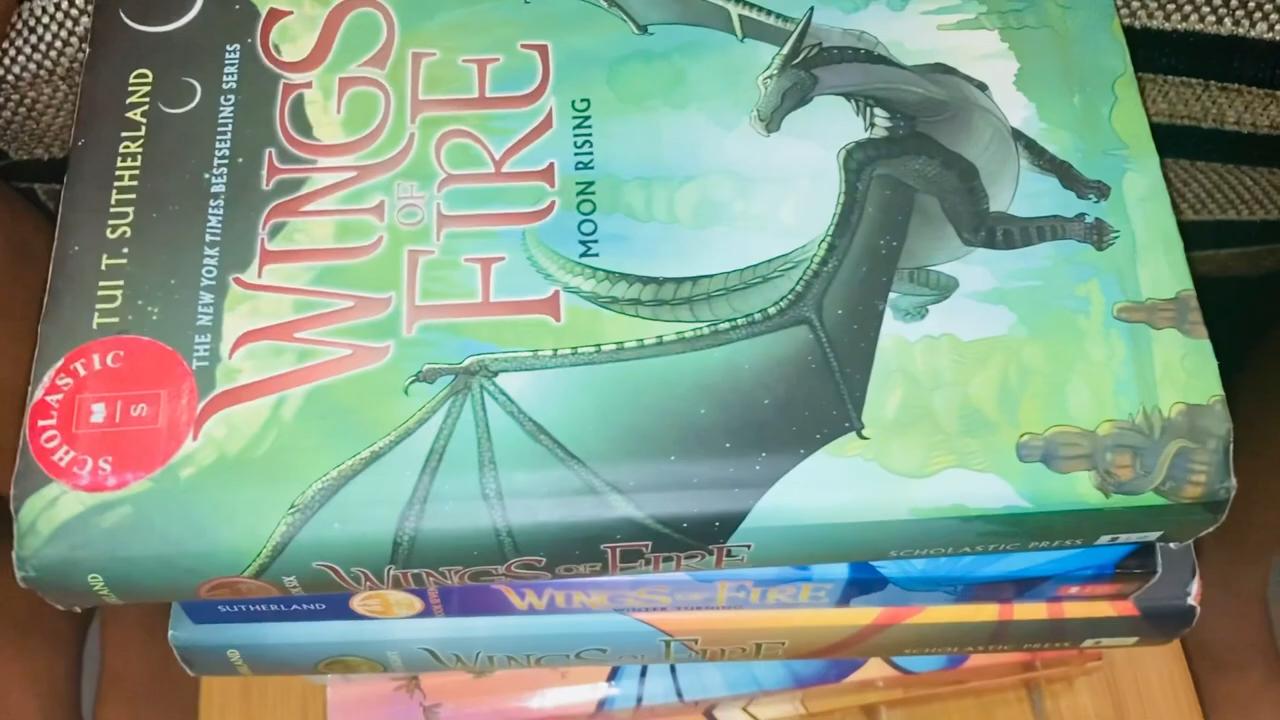 TUI T. SUTHERLAND
THE NEW YORK TIMES BESTSELLING SERIES
WINGS
OF
FIRE
MOON RISING
SCHOLASTIC
S
WINGS OF FIRE
SCHOLASTIC PRESS
SUTHERLAND
WINGS OF FIRE
WINTER TURNING
WINGS OF FIRE
SCHOLASTIC PRESS